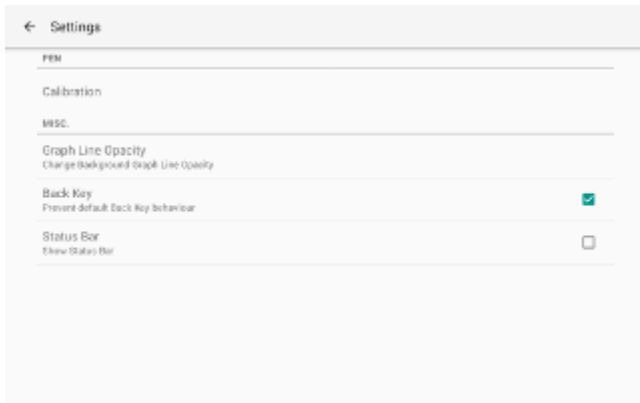 Settings
PEN
Calibration
MISC.
Graph Line Opacity
Change Background Graph Line Opacity
Back Key
Prevent default Back Key behaviour
Status Bar
Show Status Bar